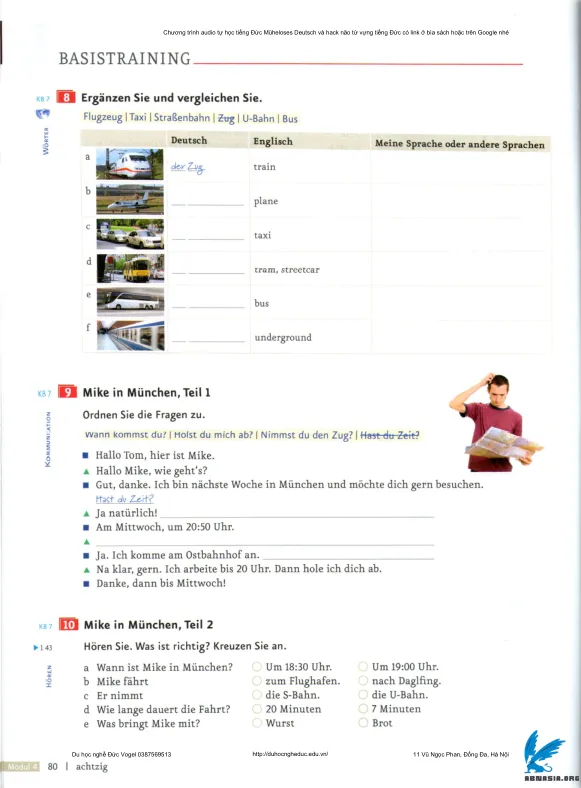 Chương trình audio tự học tiếng Đức Müheloses Deutsch và hack não từ vựng tiếng Đức có link ở bìa sách hoặc trên Google nhé
BASISTRAINING
KB 7 8 Ergänzen Sie und vergleichen Sie.
WÖRTER
Flugzeug | Taxi | Straßenbahn | Zug | U-Bahn | Bus
Deutsch Englisch Meine Sprache oder andere Sprachen
a der Zug train
b plane
c taxi
d tram, streetcar
e bus
f underground
KB 7 9 Mike in München, Teil 1
KOMMUNIKATION
Ordnen Sie die Fragen zu.
Wann kommst du? | Holst du mich ab? | Nimmst du den Zug? | Hast du Zeit?
Hallo Tom, hier ist Mike.
Hallo Mike, wie geht's?
Gut, danke. Ich bin nächste Woche in München und möchte dich gern besuchen.
Hast du Zeit?
Ja natürlich!
Am Mittwoch, um 20:50 Uhr.
Ja. Ich komme am Ostbahnhof an.
Na klar, gern. Ich arbeite bis 20 Uhr. Dann hole ich dich ab.
Danke, dann bis Mittwoch!
KB 7 10 Mike in München, Teil 2
1 43 Hören Sie. Was ist richtig? Kreuzen Sie an.
HÖREN
a Wann ist Mike in München? Um 18:30 Uhr. Um 19:00 Uhr.
b Mike fährt zum Flughafen. nach Daglfing.
c Er nimmt die S-Bahn. die U-Bahn.
d Wie lange dauert die Fahrt? 20 Minuten 7 Minuten
e Was bringt Mike mit? Wurst Brot
Du học nghề Đức Vogel 0387569513 http://duhocngheduc.edu.vn/ 11 Vũ Ngọc Phan, Đống Đa, Hà Nội
Modul 4 80 | achtzig
ABWASIA.ORG